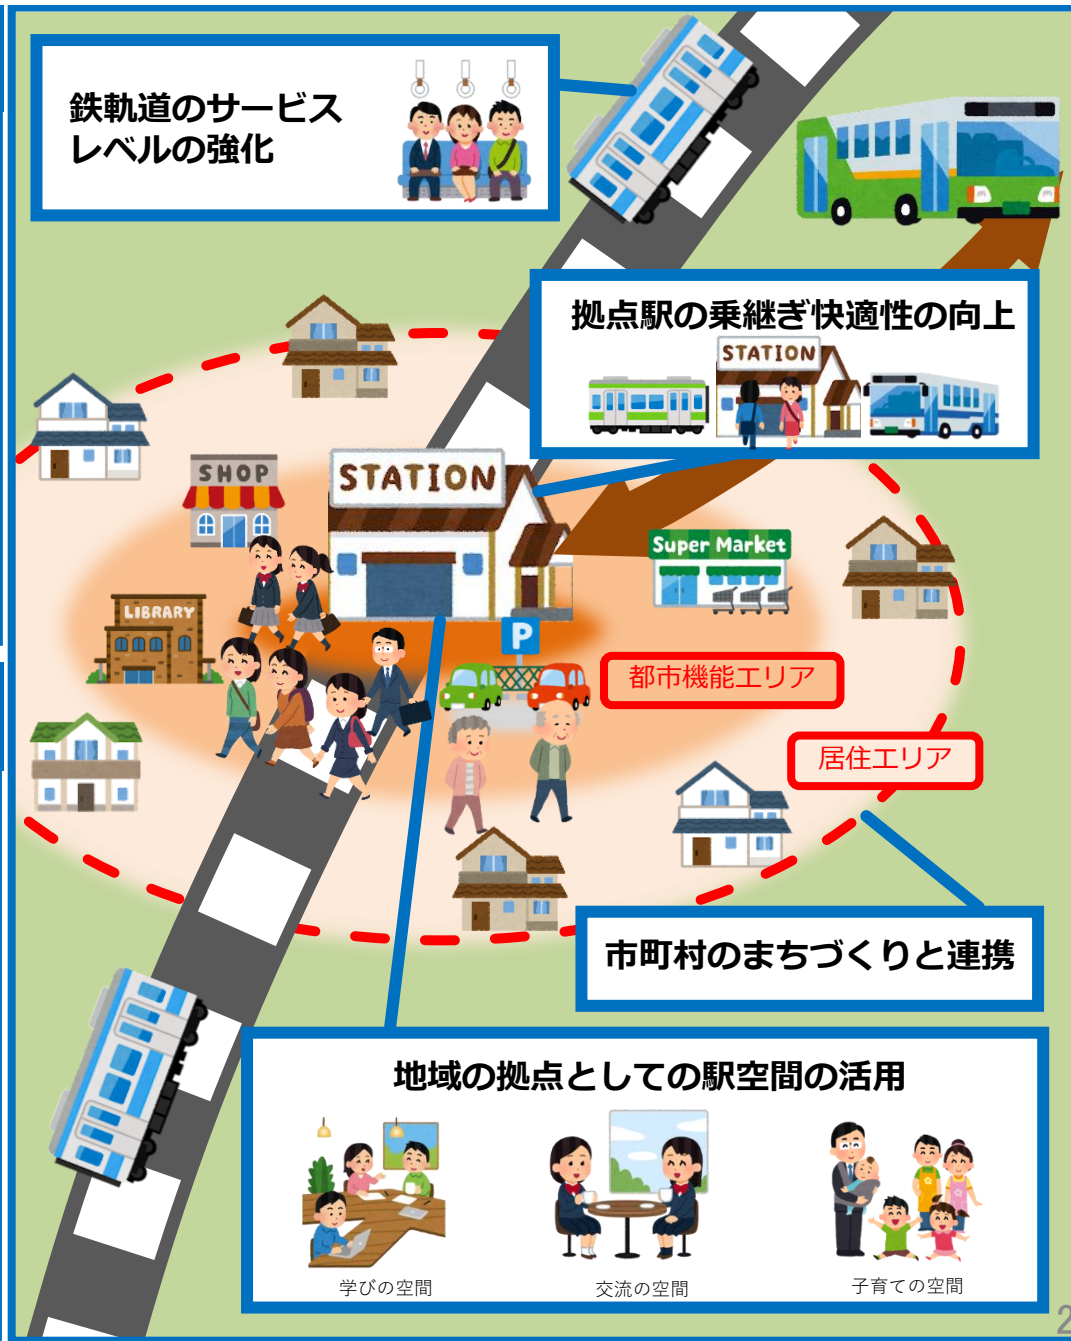 鉄軌道のサービス
レベルの強化
拠点駅の乗継ぎ快適性の向上
STATION
SHOP
STATION
Super Market
LIBRARY
P
都市機能エリア
居住エリア
市町村のまちづくりと連携
地域の拠点としての駅空間の活用
学びの空間
交流の空間
子育ての空間
2